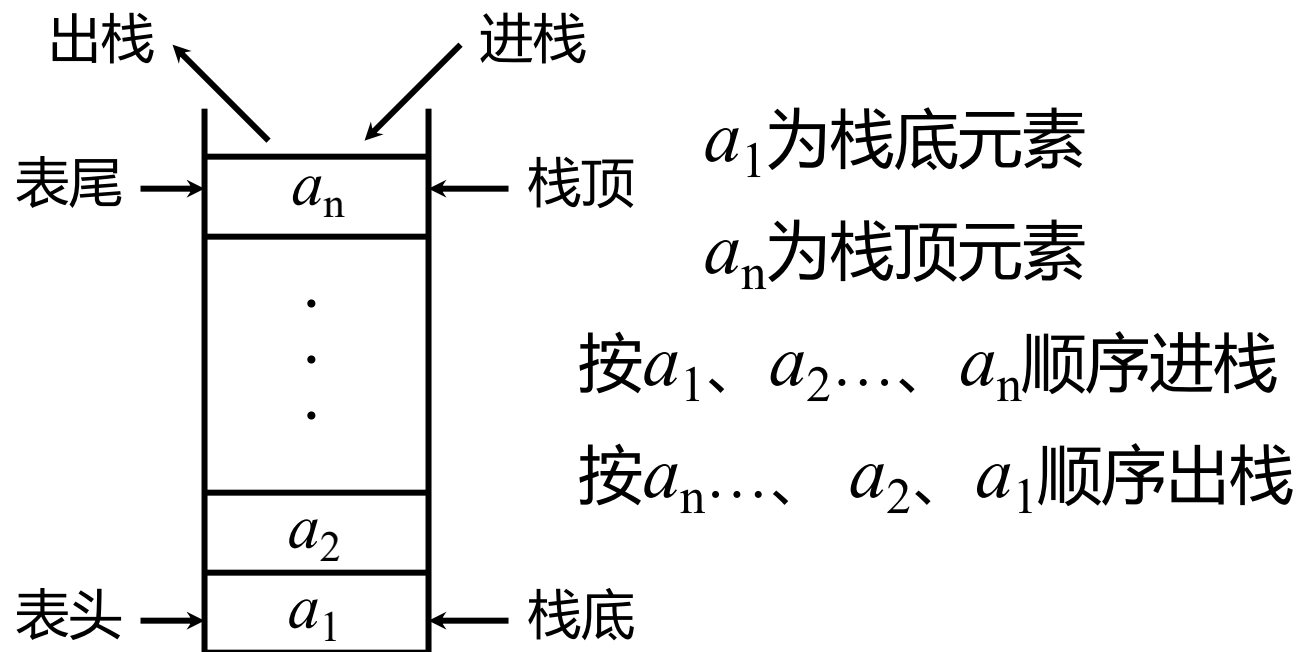 出栈
进栈
表尾
aₙ
栈顶
a₁为栈底元素
aₙ为栈顶元素
按a₁、a₂…、aₙ顺序进栈
按aₙ…、 a₂、a₁顺序出栈
a₂
表头
a₁
栈底